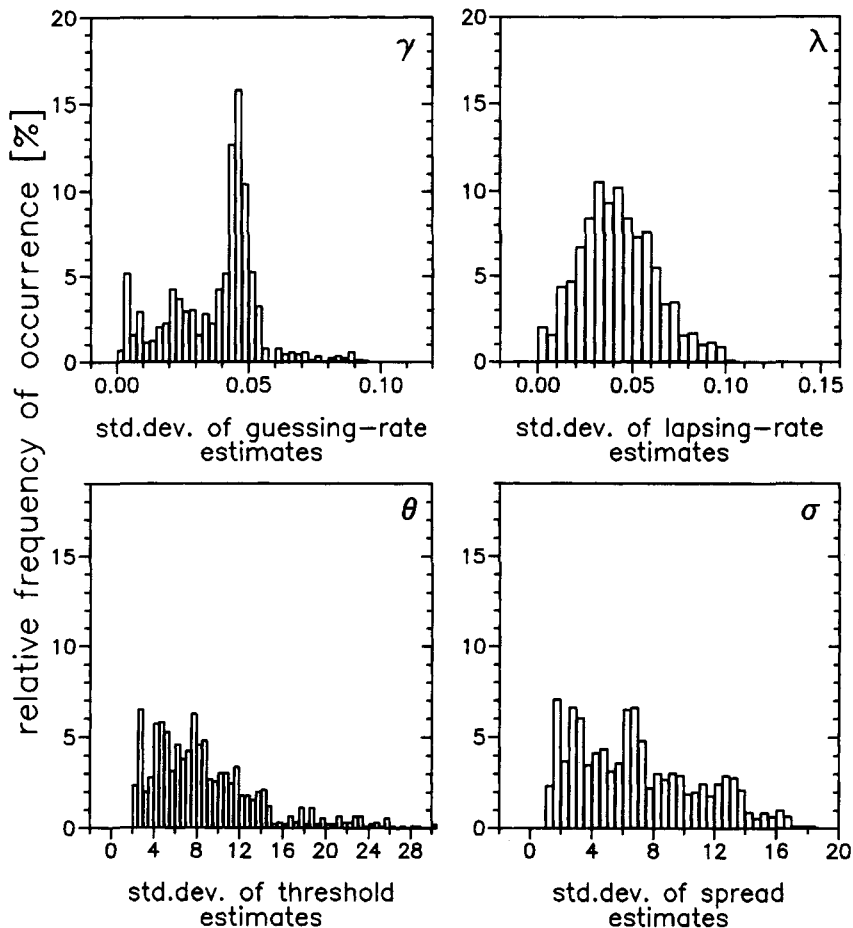 relative frequency of occurrence [%]
20
15
10
5
0
γ
0.00 0.05 0.10
std.dev. of guessing-rate
estimates
20
15
10
5
0
λ
0.00 0.05 0.10 0.15
std.dev. of lapsing-rate
estimates
15
10
5
0
θ
0 4 8 12 16 20 24 28
std.dev. of threshold
estimates
15
10
5
0
σ
0 4 8 12 16 20
std.dev. of spread
estimates